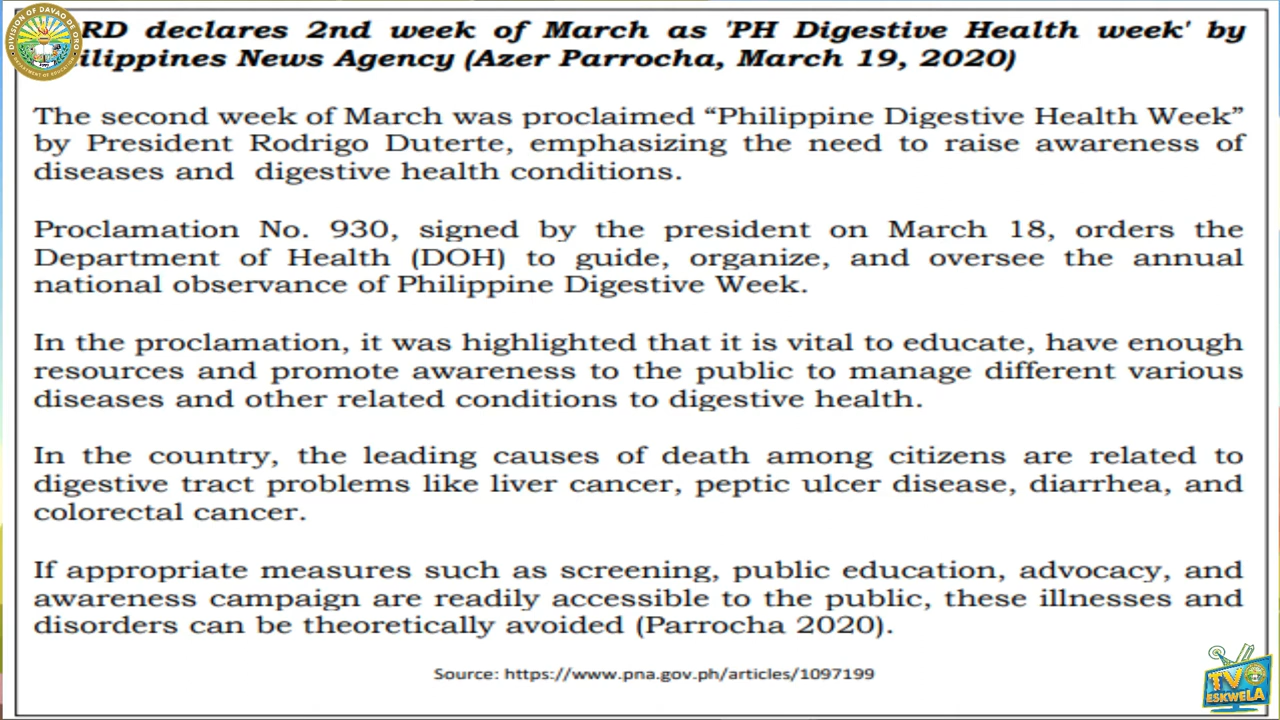 RD declares 2nd week of March as 'PH Digestive Health week' by
ilippines News Agency (Azer Parrocha, March 19, 2020)
The second week of March was proclaimed “Philippine Digestive Health Week”
by President Rodrigo Duterte, emphasizing the need to raise awareness of
diseases and digestive health conditions.
Proclamation No. 930, signed by the president on March 18, orders the
Department of Health (DOH) to guide, organize, and oversee the annual
national observance of Philippine Digestive Week.
In the proclamation, it was highlighted that it is vital to educate, have enough
resources and promote awareness to the public to manage different various
diseases and other related conditions to digestive health.
In the country, the leading causes of death among citizens are related to
digestive tract problems like liver cancer, peptic ulcer disease, diarrhea, and
colorectal cancer.
If appropriate measures such as screening, public education, advocacy, and
awareness campaign are readily accessible to the public, these illnesses and
disorders can be theoretically avoided (Parrocha 2020).
Source: https://www.pna.gov.ph/articles/1097199
DIVISION OF DAVAO DE ORO
DEPARTMENT OF EDUCATION
TV
ESKWELA